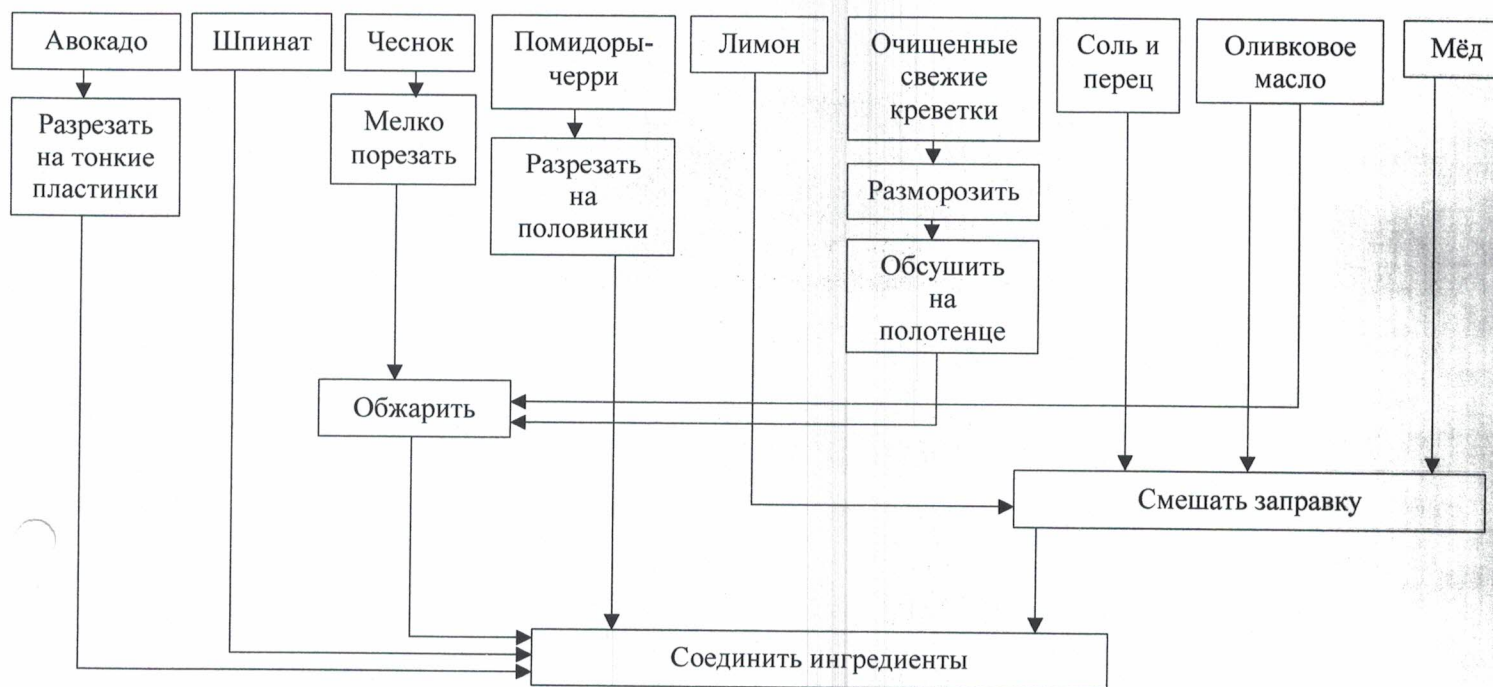 Авокадо
Шпинат
Чеснок
Помидоры-
черри
Лимон
Очищенные
свежие
креветки
Соль и
перец
Оливковое
масло
Мёд
Разрезать
на тонкие
пластинки
Мелко
порезать
Разрезать
на
половинки
Разморозить
Обсушить
на
полотенце
Обжарить
Смешать заправку
Соединить ингредиенты